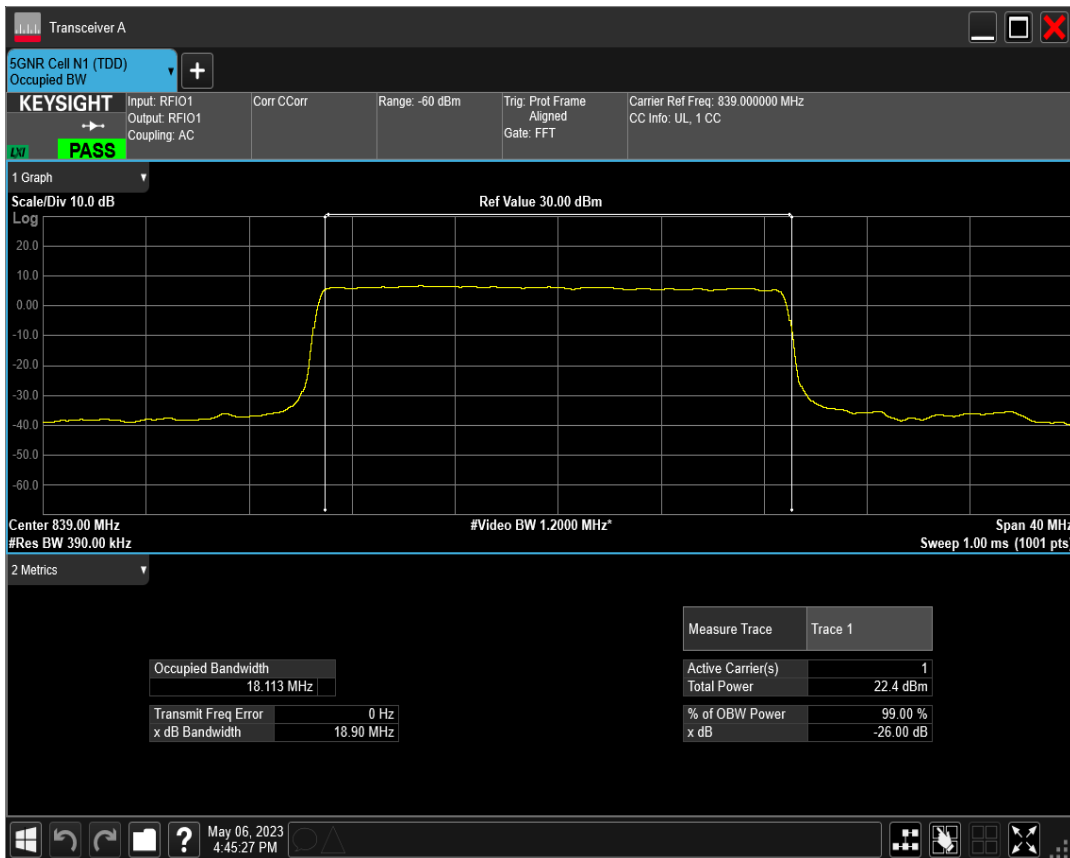 Transceiver A
5GNR Cell N1 (TDD)
Occupied BW
KEYSIGHT
LXI
PASS
Input: RFIO1
Output: RFIO1
Coupling: AC
Corr CCorr
Range: -60 dBm
Trig: Prot Frame
Aligned
Gate: FFT
Carrier Ref Freq: 839.000000 MHz
CC Info: UL, 1 CC
1 Graph
Scale/Div 10.0 dB
Ref Value 30.00 dBm
Log
20.0
10.0
0.00
-10.0
-20.0
-30.0
-40.0
-50.0
-60.0
Center 839.00 MHz
#Video BW 1.2000 MHz*
Span 40 MHz
#Res BW 390.00 kHz
Sweep 1.00 ms (1001 pts)
2 Metrics
Measure Trace Trace 1
Occupied Bandwidth
18.113 MHz
Active Carrier(s) 1
Total Power 22.4 dBm
Transmit Freq Error 0 Hz
x dB Bandwidth 18.90 MHz
% of OBW Power 99.00 %
x dB -26.00 dB
?
May 06, 2023
4:45:27 PM